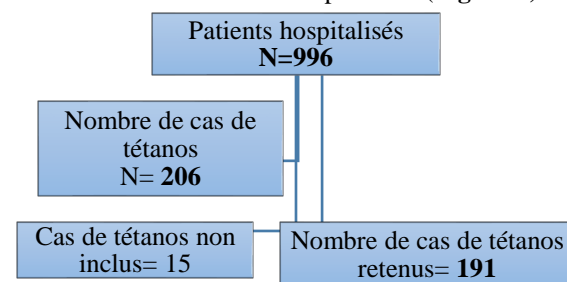 Patients hospitalisés
N=996
Nombre de cas de
tétanos
N= 206
Cas de tétanos non
inclus= 15
Nombre de cas de tétanos
retenus= 191